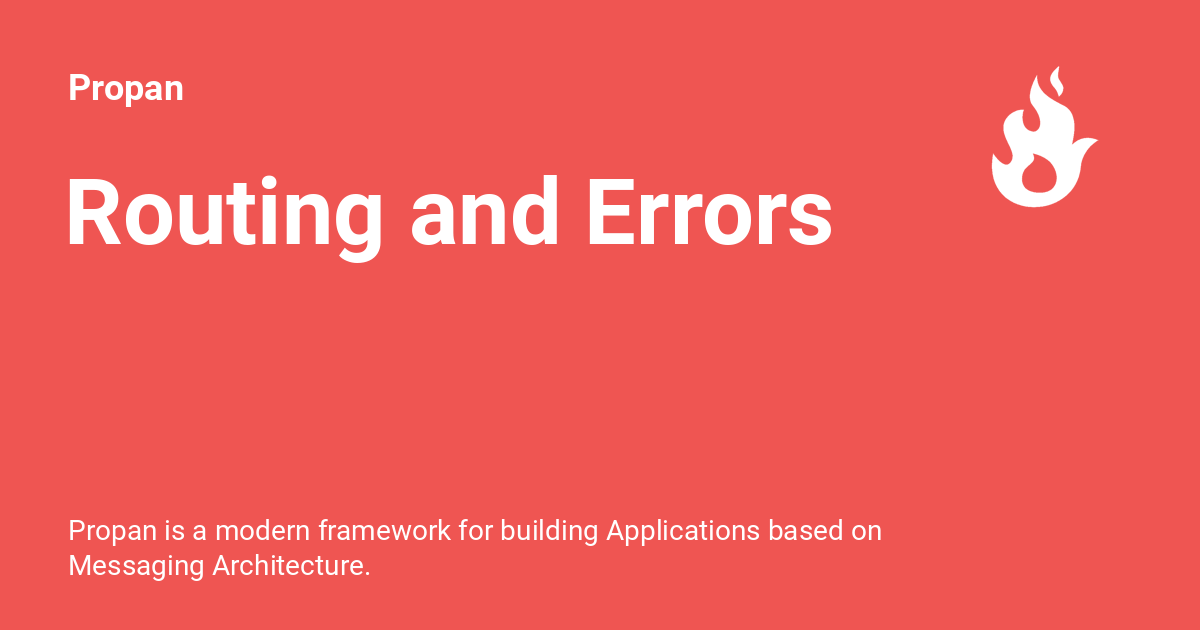 Propan
Routing and Errors
Propan is a modern framework for building Applications based on
Messaging Architecture.